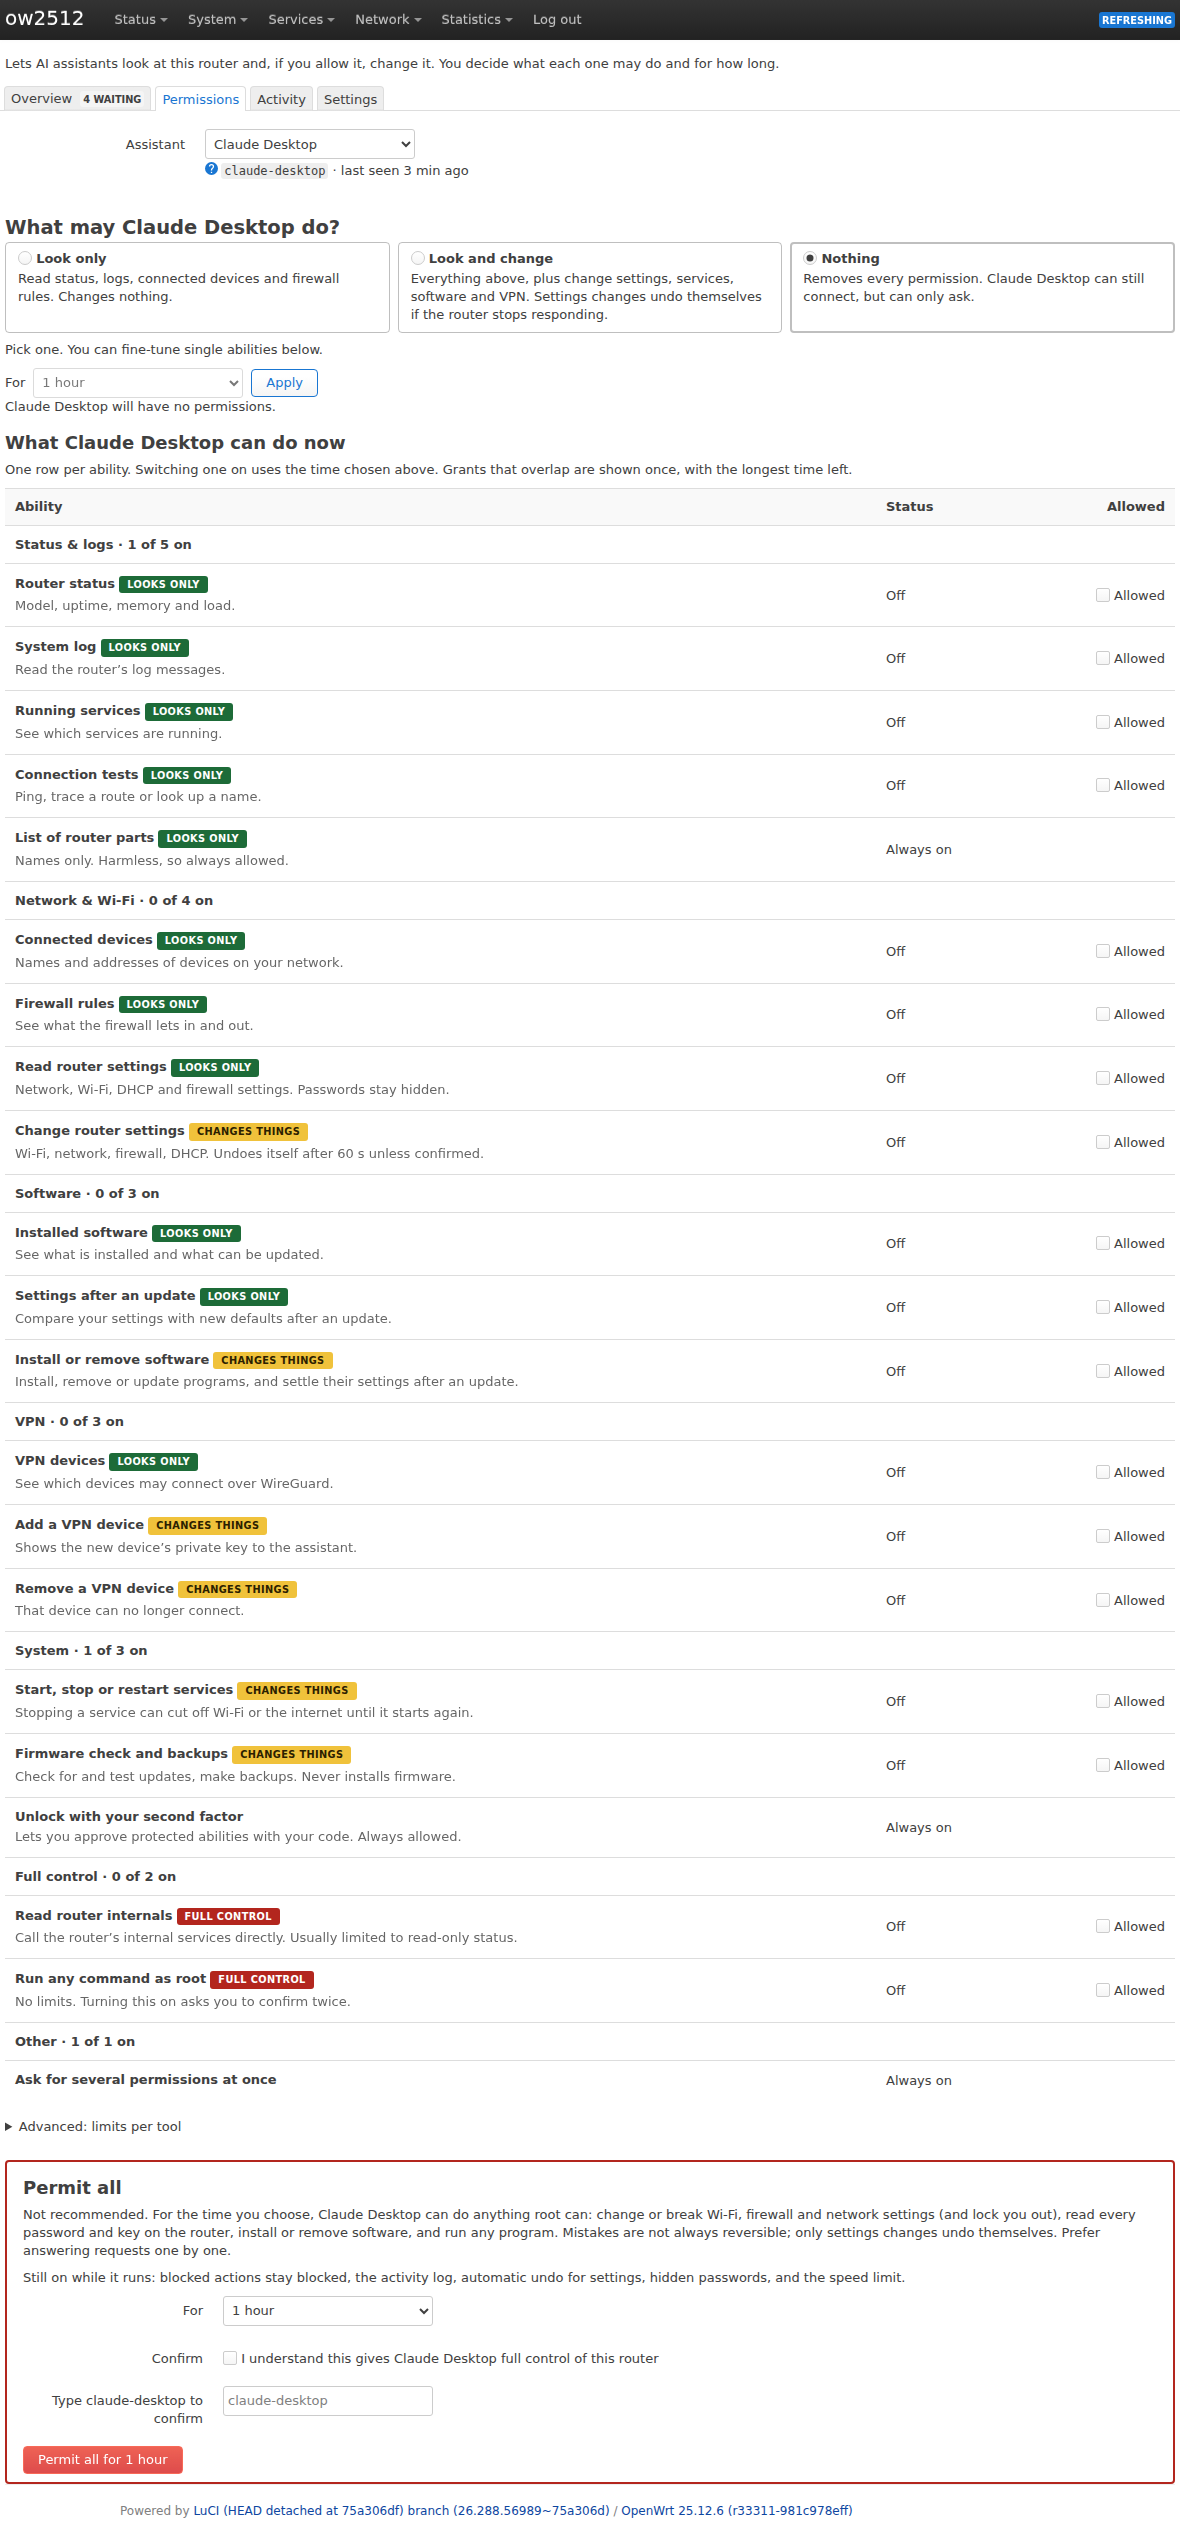 ow2512 Status System Services Network Statistics Log out REFRESHING
Lets AI assistants look at this router and, if you allow it, change it. You decide what each one may do and for how long.
Overview 4 WAITING Permissions Activity Settings
Assistant Claude Desktop
? claude-desktop · last seen 3 min ago
What may Claude Desktop do?
Look only
Read status, logs, connected devices and firewall
rules. Changes nothing.
Look and change
Everything above, plus change settings, services,
software and VPN. Settings changes undo themselves
if the router stops responding.
Nothing
Removes every permission. Claude Desktop can still
connect, but can only ask.
Pick one. You can fine-tune single abilities below.
For 1 hour Apply
Claude Desktop will have no permissions.
What Claude Desktop can do now
One row per ability. Switching one on uses the time chosen above. Grants that overlap are shown once, with the longest time left.
Ability Status Allowed
Status & logs · 1 of 5 on
Router status LOOKS ONLY
Model, uptime, memory and load.
Off Allowed
System log LOOKS ONLY
Read the router’s log messages.
Off Allowed
Running services LOOKS ONLY
See which services are running.
Off Allowed
Connection tests LOOKS ONLY
Ping, trace a route or look up a name.
Off Allowed
List of router parts LOOKS ONLY
Names only. Harmless, so always allowed.
Always on
Network & Wi-Fi · 0 of 4 on
Connected devices LOOKS ONLY
Names and addresses of devices on your network.
Off Allowed
Firewall rules LOOKS ONLY
See what the firewall lets in and out.
Off Allowed
Read router settings LOOKS ONLY
Network, Wi-Fi, DHCP and firewall settings. Passwords stay hidden.
Off Allowed
Change router settings CHANGES THINGS
Wi-Fi, network, firewall, DHCP. Undoes itself after 60 s unless confirmed.
Off Allowed
Software · 0 of 3 on
Installed software LOOKS ONLY
See what is installed and what can be updated.
Off Allowed
Settings after an update LOOKS ONLY
Compare your settings with new defaults after an update.
Off Allowed
Install or remove software CHANGES THINGS
Install, remove or update programs, and settle their settings after an update.
Off Allowed
VPN · 0 of 3 on
VPN devices LOOKS ONLY
See which devices may connect over WireGuard.
Off Allowed
Add a VPN device CHANGES THINGS
Shows the new device’s private key to the assistant.
Off Allowed
Remove a VPN device CHANGES THINGS
That device can no longer connect.
Off Allowed
System · 1 of 3 on
Start, stop or restart services CHANGES THINGS
Stopping a service can cut off Wi-Fi or the internet until it starts again.
Off Allowed
Firmware check and backups CHANGES THINGS
Check for and test updates, make backups. Never installs firmware.
Off Allowed
Unlock with your second factor
Lets you approve protected abilities with your code. Always allowed.
Always on
Full control · 0 of 2 on
Read router internals FULL CONTROL
Call the router’s internal services directly. Usually limited to read-only status.
Off Allowed
Run any command as root FULL CONTROL
No limits. Turning this on asks you to confirm twice.
Off Allowed
Other · 1 of 1 on
Ask for several permissions at once Always on
Advanced: limits per tool
Permit all
Not recommended. For the time you choose, Claude Desktop can do anything root can: change or break Wi-Fi, firewall and network settings (and lock you out), read every
password and key on the router, install or remove software, and run any program. Mistakes are not always reversible; only settings changes undo themselves. Prefer
answering requests one by one.
Still on while it runs: blocked actions stay blocked, the activity log, automatic undo for settings, hidden passwords, and the speed limit.
For 1 hour
Confirm I understand this gives Claude Desktop full control of this router
Type claude-desktop to
confirm
claude-desktop
Permit all for 1 hour
Powered by LuCI (HEAD detached at 75a306df) branch (26.288.56989~75a306d) / OpenWrt 25.12.6 (r33311-981c978eff)